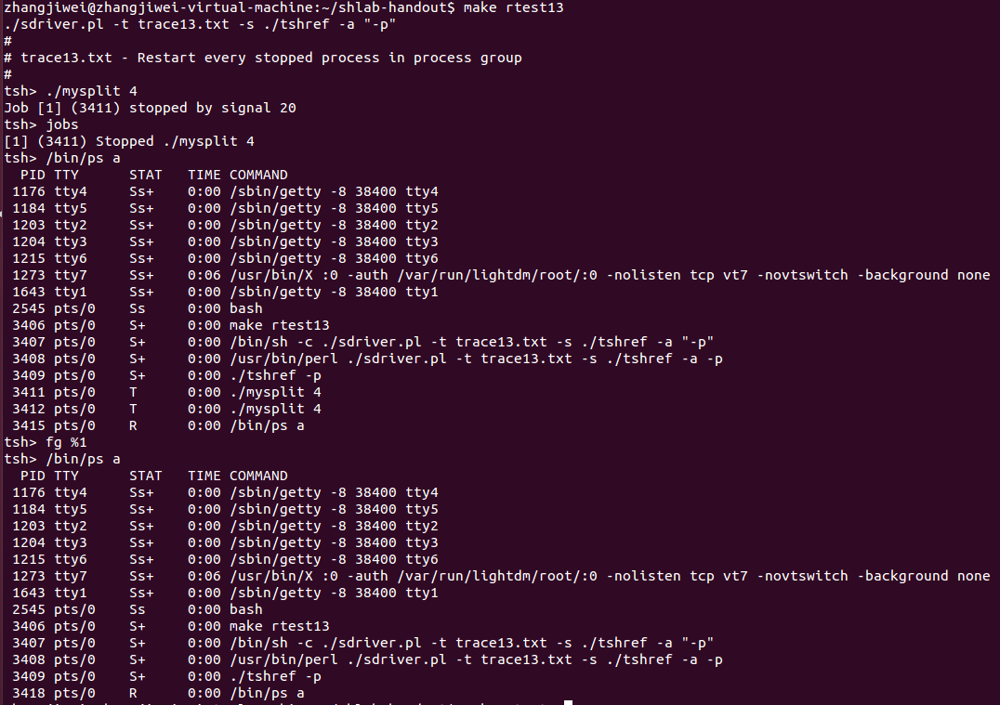 zhangjiwei@zhangjiwei-virtual-machine:~/shlab-handout$ make rtest13
./sdriver.pl -t trace13.txt -s ./tshref -a "-p"
#
# trace13.txt - Restart every stopped process in process group
#
tsh> ./mysplit 4
Job [1] (3411) stopped by signal 20
tsh> jobs
[1] (3411) Stopped ./mysplit 4
tsh> /bin/ps a
  PID TTY      STAT   TIME COMMAND
 1176 tty4     Ss+    0:00 /sbin/getty -8 38400 tty4
 1184 tty5     Ss+    0:00 /sbin/getty -8 38400 tty5
 1203 tty2     Ss+    0:00 /sbin/getty -8 38400 tty2
 1204 tty3     Ss+    0:00 /sbin/getty -8 38400 tty3
 1215 tty6     Ss+    0:00 /sbin/getty -8 38400 tty6
 1273 tty7     Ss+    0:06 /usr/bin/X :0 -auth /var/run/lightdm/root/:0 -nolisten tcp vt7 -novtswitch -background none
 1643 tty1     Ss+    0:00 /sbin/getty -8 38400 tty1
 2545 pts/0    Ss     0:00 bash
 3406 pts/0    S+     0:00 make rtest13
 3407 pts/0    S+     0:00 /bin/sh -c ./sdriver.pl -t trace13.txt -s ./tshref -a "-p"
 3408 pts/0    S+     0:00 /usr/bin/perl ./sdriver.pl -t trace13.txt -s ./tshref -a -p
 3409 pts/0    S+     0:00 ./tshref -p
 3411 pts/0    T      0:00 ./mysplit 4
 3412 pts/0    T      0:00 ./mysplit 4
 3415 pts/0    R      0:00 /bin/ps a
tsh> fg %1
tsh> /bin/ps a
  PID TTY      STAT   TIME COMMAND
 1176 tty4     Ss+    0:00 /sbin/getty -8 38400 tty4
 1184 tty5     Ss+    0:00 /sbin/getty -8 38400 tty5
 1203 tty2     Ss+    0:00 /sbin/getty -8 38400 tty2
 1204 tty3     Ss+    0:00 /sbin/getty -8 38400 tty3
 1215 tty6     Ss+    0:00 /sbin/getty -8 38400 tty6
 1273 tty7     Ss+    0:06 /usr/bin/X :0 -auth /var/run/lightdm/root/:0 -nolisten tcp vt7 -novtswitch -background none
 1643 tty1     Ss+    0:00 /sbin/getty -8 38400 tty1
 2545 pts/0    Ss     0:00 bash
 3406 pts/0    S+     0:00 make rtest13
 3407 pts/0    S+     0:00 /bin/sh -c ./sdriver.pl -t trace13.txt -s ./tshref -a "-p"
 3408 pts/0    S+     0:00 /usr/bin/perl ./sdriver.pl -t trace13.txt -s ./tshref -a -p
 3409 pts/0    S+     0:00 ./tshref -p
 3418 pts/0    R      0:00 /bin/ps a